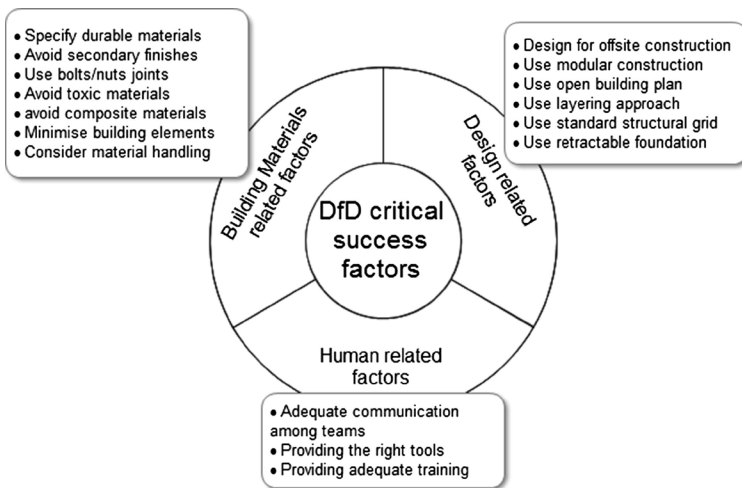 • Specify durable materials
• Avoid secondary finishes
• Use bolts/nuts joints
• Avoid toxic materials
• avoid composite materials
• Minimise building elements
• Consider material handling
• Design for offsite construction
• Use modular construction
• Use open building plan
• Use layering approach
• Use standard structural grid
• Use retractable foundation
Building Materials
related factors
Design related
factors
DfD critical
success
factors
Human related
factors
• Adequate communication
among teams
• Providing the right tools
• Providing adequate training